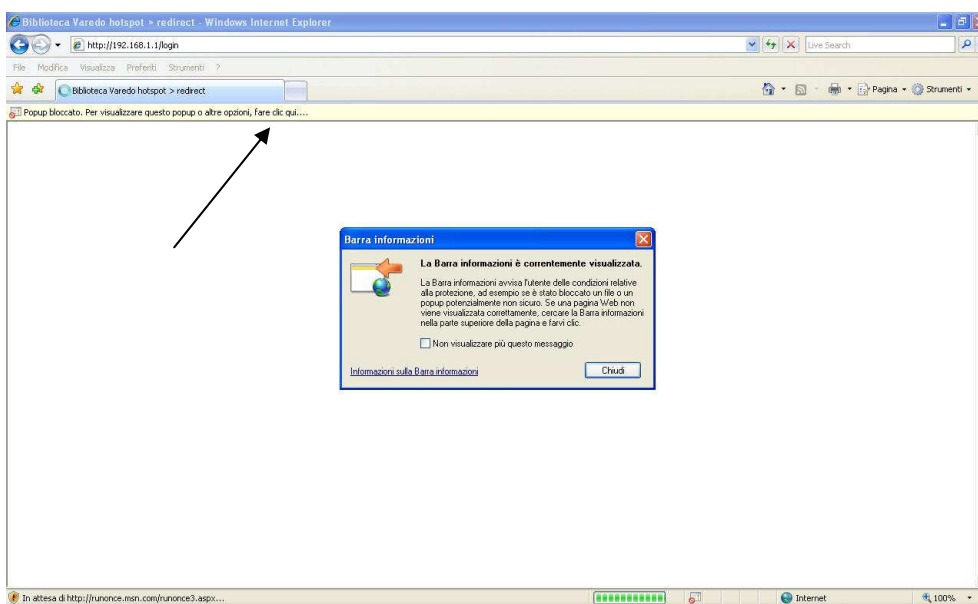 Biblioteca Varedo hotspot > redirect - Windows Internet Explorer
http://192.168.1.1/login
Live Search
File Modifica Visualizza Preferiti Strumenti ?
Biblioteca Varedo hotspot > redirect
Pagina
Strumenti
Popup bloccato. Per visualizzare questo popup o altre opzioni, fare clic qui....
Barra informazioni
La Barra informazioni è correntemente visualizzata.
La Barra informazioni avvisa l'utente delle condizioni relative
alla protezione, ad esempio se è stato bloccato un file o un
popup potenzialmente non sicuro. Se una pagina Web non
viene visualizzata correttamente, cercare la Barra informazioni
nella parte superiore della pagina e farvi clic.
Non visualizzare più questo messaggio
Informazioni sulla Barra informazioni
Chiudi
In attesa di http://runonce.msn.com/runonce3.aspx...
Internet
100%